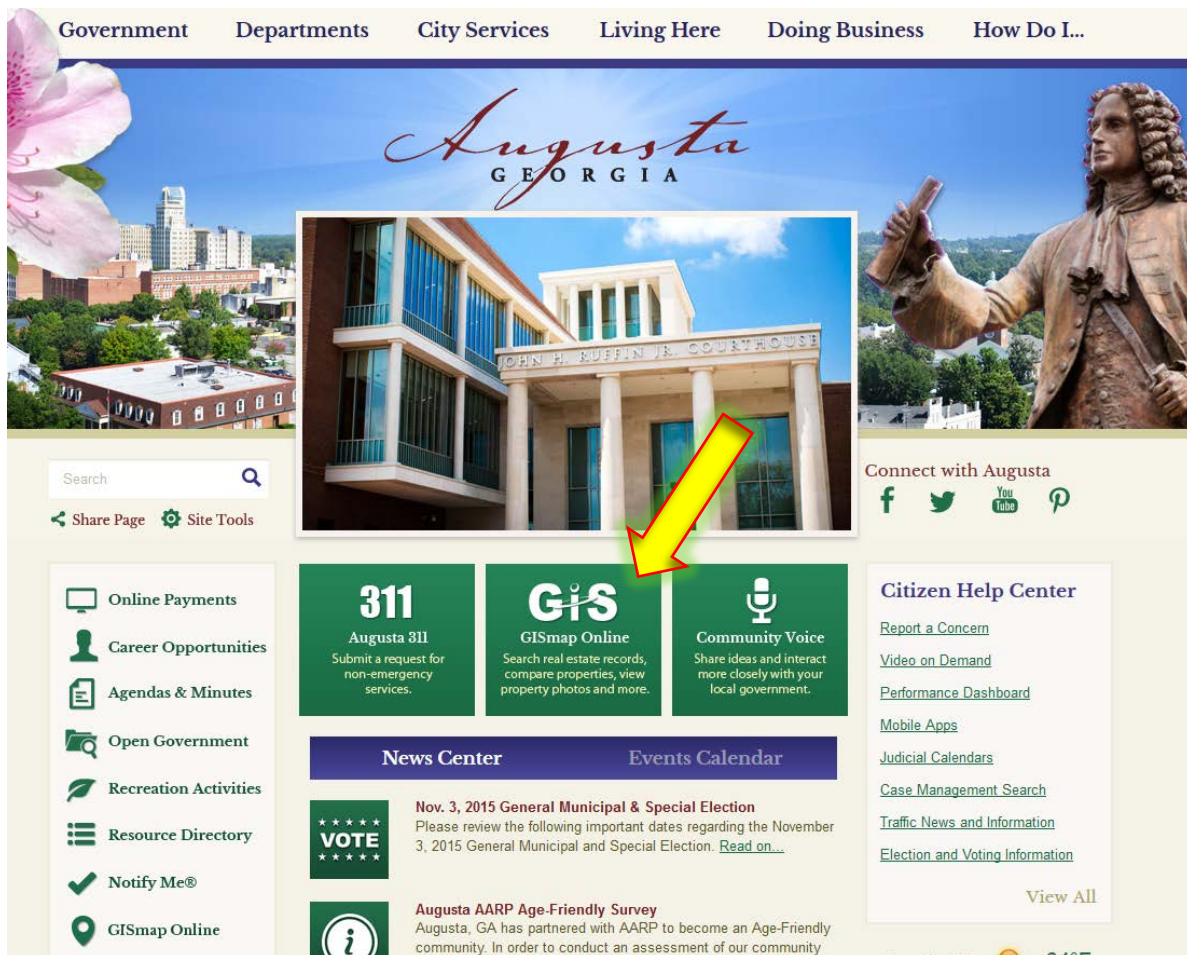 Government Departments City Services Living Here Doing Business How Do I...
Augusta
GEORGIA
JOHN H. RUFFIN JR. COURTHOUSE
Search
Share Page Site Tools
Connect with Augusta
You
Tube
Online Payments
Career Opportunities
Agendas & Minutes
Open Government
Recreation Activities
Resource Directory
Notify Me®
GISmap Online
311
Augusta 311
Submit a request for
non-emergency
services.
GiS
GISmap Online
Search real estate records,
compare properties, view
property photos and more.
Community Voice
Share ideas and interact
more closely with your
local government.
News Center Events Calendar
VOTE
Nov. 3, 2015 General Municipal & Special Election
Please review the following important dates regarding the November
3, 2015 General Municipal and Special Election. Read on...
Augusta AARP Age-Friendly Survey
Augusta, GA has partnered with AARP to become an Age-Friendly
community. In order to conduct an assessment of our community
Citizen Help Center
Report a Concern
Video on Demand
Performance Dashboard
Mobile Apps
Judicial Calendars
Case Management Search
Traffic News and Information
Election and Voting Information
View All